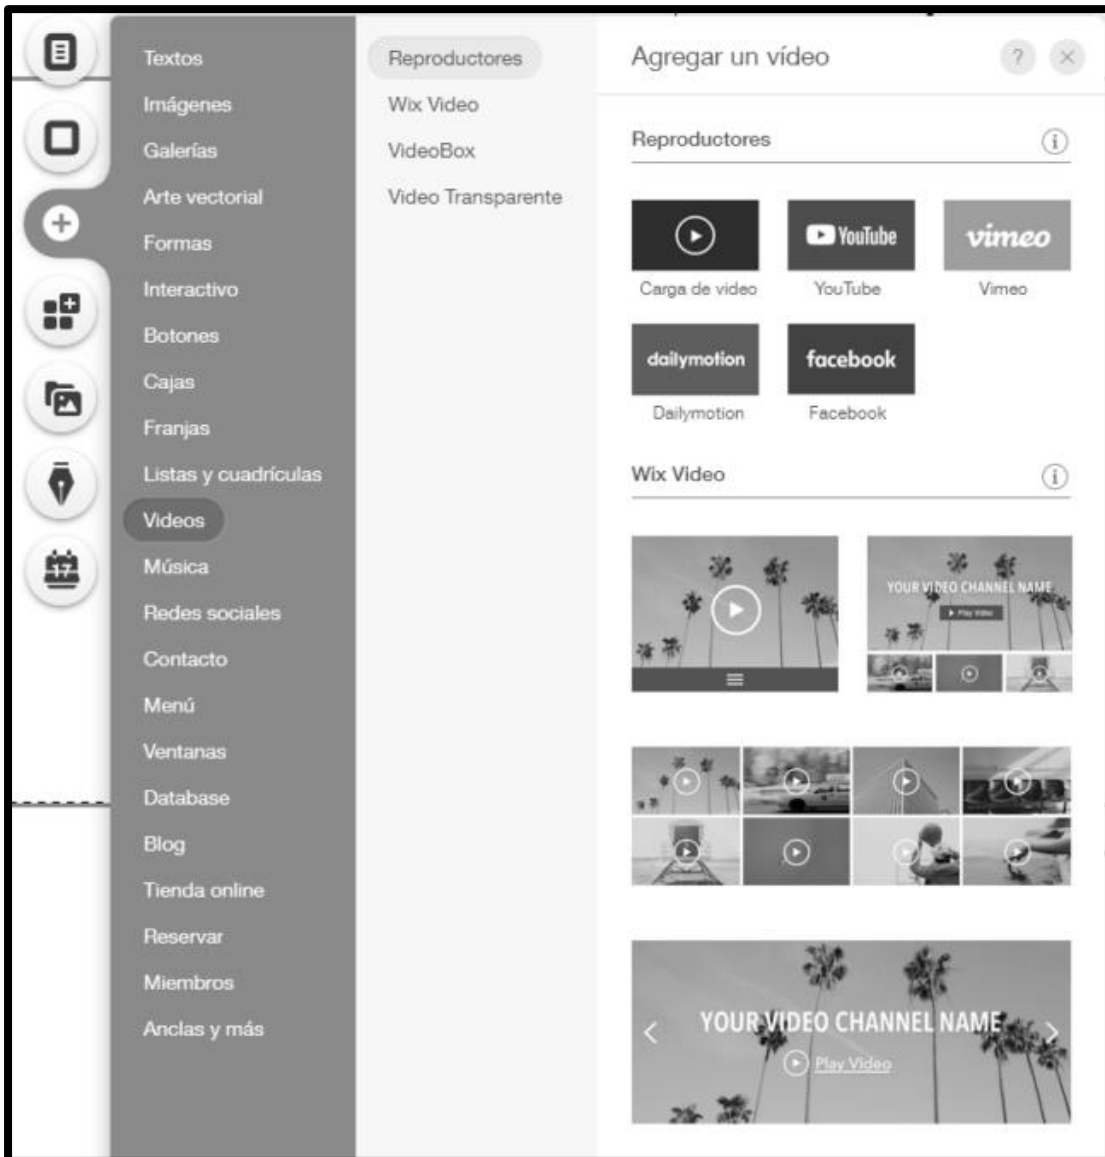 Textos
Imágenes
Galerías
Arte vectorial
Formas
Interactivo
Botones
Cajas
Franjas
Listas y cuadrículas
Videos
Música
Redes sociales
Contacto
Menú
Ventanas
Database
Blog
Tienda online
Reservar
Miembros
Anclas y más
17
Reproductores
Wix Video
VideoBox
Video Transparente
Agregar un vídeo
?
Reproductores
YouTube
vimeo
Carga de video
YouTube
Vimeo
dailymotion
facebook
Dailymotion
Facebook
Wix Video
YOUR VIDEO CHANNEL NAME
Play Video
YOUR VIDEO CHANNEL NAME
Play Video